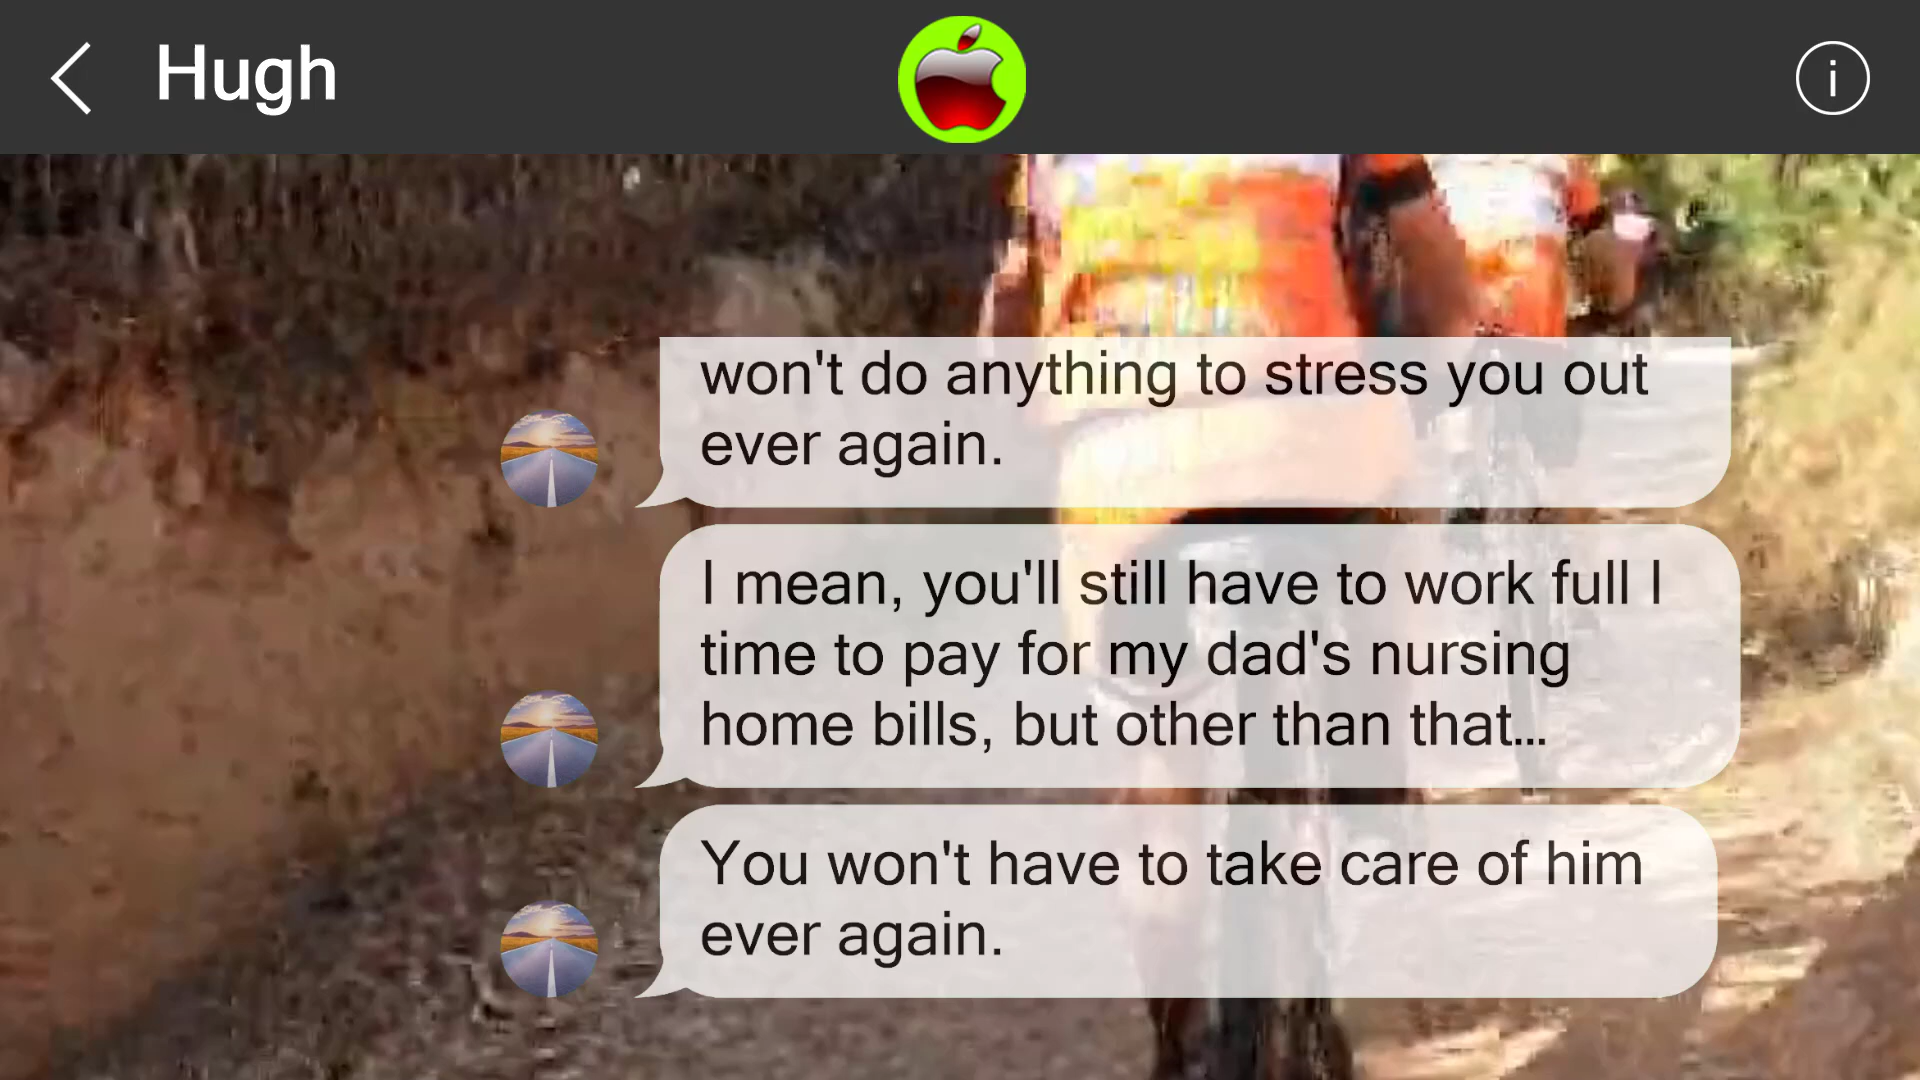 Hugh
i
won't do anything to stress you out
ever again.
I mean, you'll still have to work full I
time to pay for my dad's nursing
home bills, but other than that...
You won't have to take care of him
ever again.